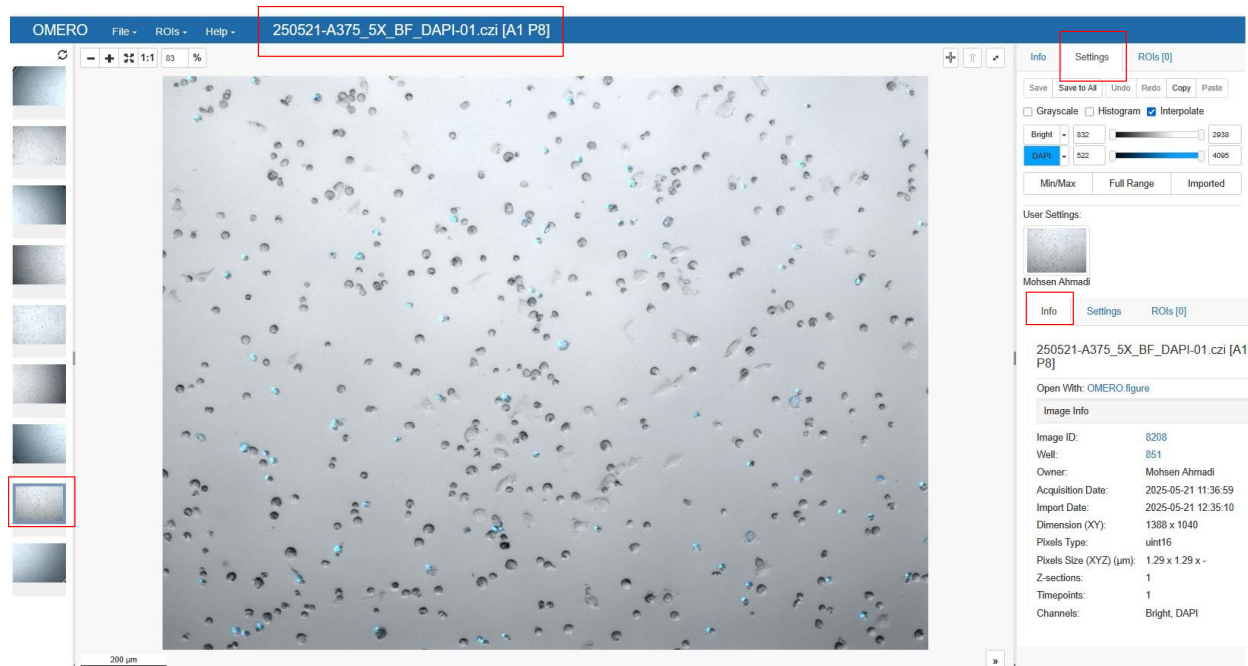 OMERO File ROIs Help 250521-A375_5X_BF_DAPI-01.czi [A1 P8]
1:1 83 %
200 μm
»
Info Settings ROIs [0]
Save Save to All Undo Redo Copy Paste
Grayscale Histogram Interpolate
Bright 832 2938
DAPI 522 4095
Min/Max Full Range Imported
User Settings:
Mohsen Ahmadi
Info Settings ROIs [0]
250521-A375_5X_BF_DAPI-01.czi [A1
P8]
Open With: OMERO.figure
Image Info
Image ID: 8208
Well: 851
Owner: Mohsen Ahmadi
Acquisition Date: 2025-05-21 11:36:59
Import Date: 2025-05-21 12:35:10
Dimension (XY): 1388 x 1040
Pixels Type: uint16
Pixels Size (XYZ) (μm): 1.29 x 1.29 x -
Z-sections: 1
Timepoints: 1
Channels: Bright, DAPI